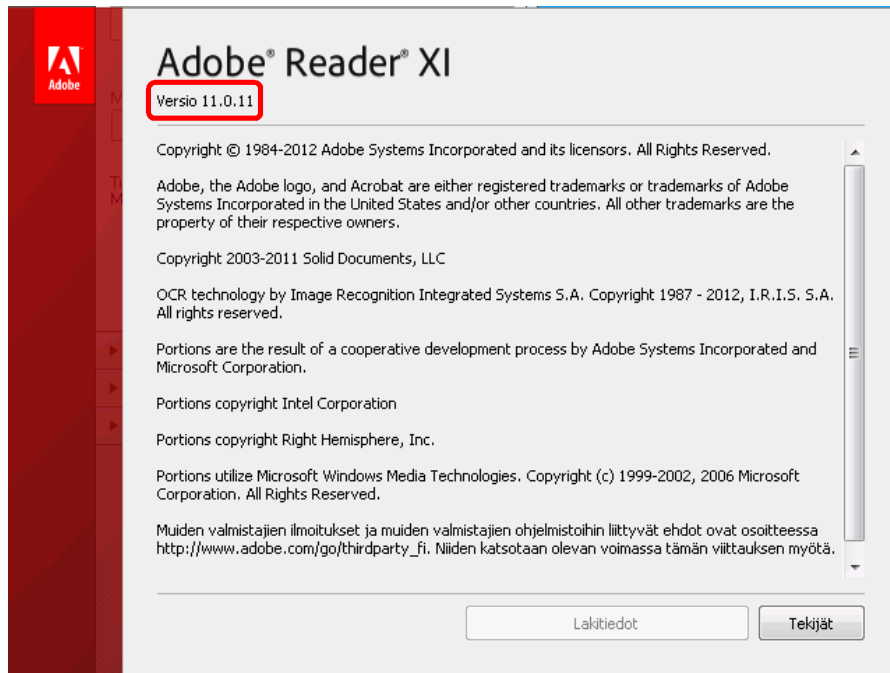 Adobe
Adobe® Reader® XI
Versio 11.0.11
Copyright © 1984-2012 Adobe Systems Incorporated and its licensors. All Rights Reserved.
Adobe, the Adobe logo, and Acrobat are either registered trademarks or trademarks of Adobe
Systems Incorporated in the United States and/or other countries. All other trademarks are the
property of their respective owners.
Copyright 2003-2011 Solid Documents, LLC
OCR technology by Image Recognition Integrated Systems S.A. Copyright 1987 - 2012, I.R.I.S. S.A.
All rights reserved.
Portions are the result of a cooperative development process by Adobe Systems Incorporated and
Microsoft Corporation.
Portions copyright Intel Corporation
Portions copyright Right Hemisphere, Inc.
Portions utilize Microsoft Windows Media Technologies. Copyright (c) 1999-2002, 2006 Microsoft
Corporation. All Rights Reserved.
Muiden valmistajien ilmoitukset ja muiden valmistajien ohjelmistoihin liittyvät ehdot ovat osoitteessa
http://www.adobe.com/go/thirdparty_fi. Niiden katsotaan olevan voimassa tämän viittauksen myötä.
Lakitiedot
Tekijät